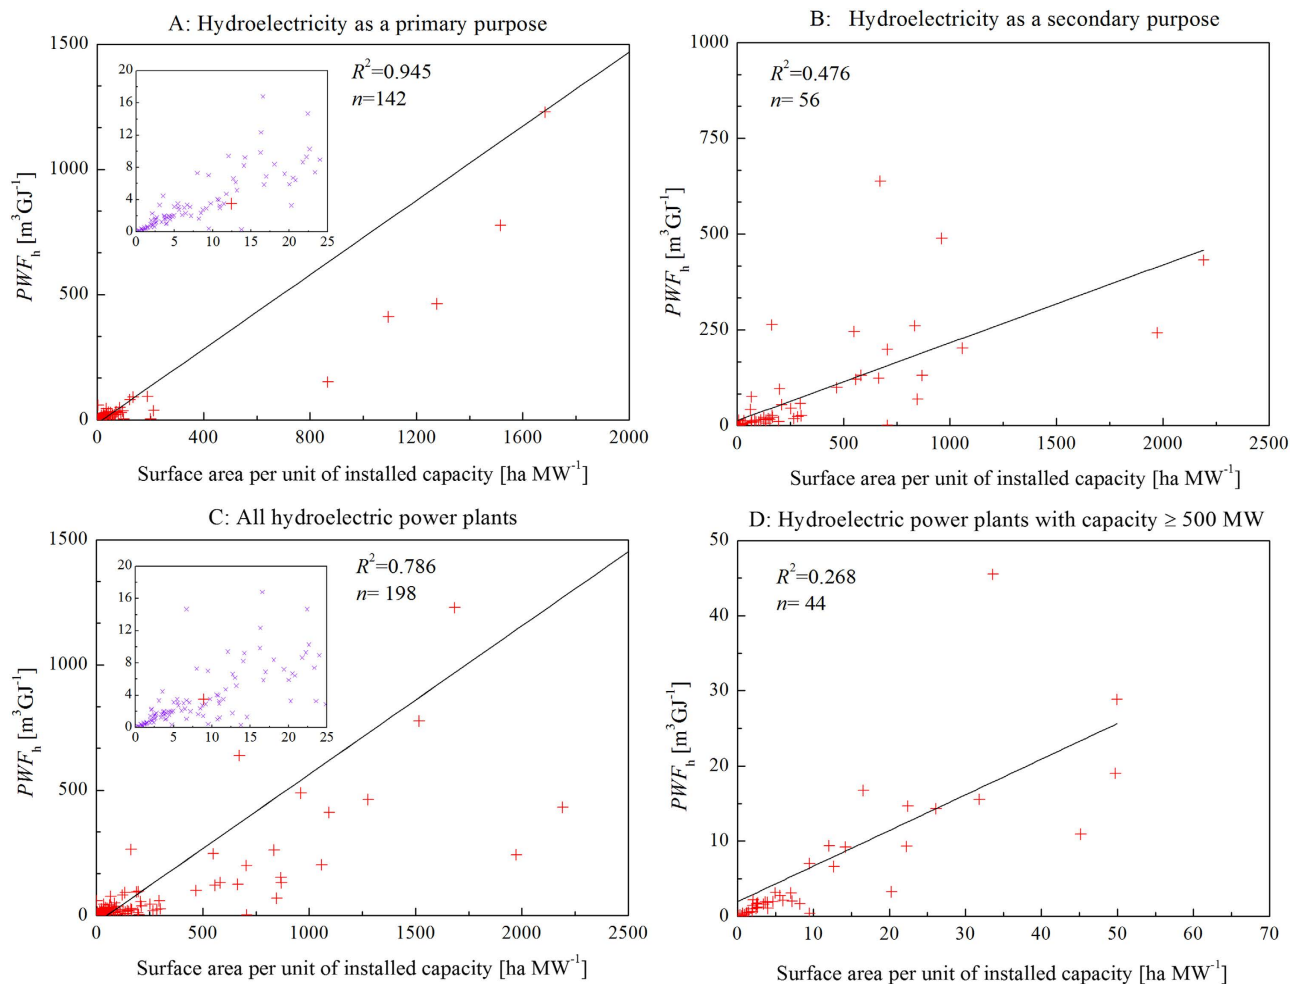 A: Hydroelectricity as a primary purpose
1500
1000
500
0
PWFh [m³GJ⁻¹]
R²=0.945
n=142
20
16
12
8
4
0
0 5 10 15 20 25
0 400 800 1200 1600 2000
Surface area per unit of installed capacity [ha MW⁻¹]
B: Hydroelectricity as a secondary purpose
1000
750
500
250
0
PWFh [m³GJ⁻¹]
R²=0.476
n= 56
0 500 1000 1500 2000 2500
Surface area per unit of installed capacity [ha MW⁻¹]
C: All hydroelectric power plants
1500
1000
500
0
PWFh [m³GJ⁻¹]
R²=0.786
n= 198
20
16
12
8
4
0
0 5 10 15 20 25
0 500 1000 1500 2000 2500
Surface area per unit of installed capacity [ha MW⁻¹]
D: Hydroelectric power plants with capacity ≥ 500 MW
50
40
30
20
10
0
PWFh [m³GJ⁻¹]
R²=0.268
n= 44
0 10 20 30 40 50 60 70
Surface area per unit of installed capacity [ha MW⁻¹]